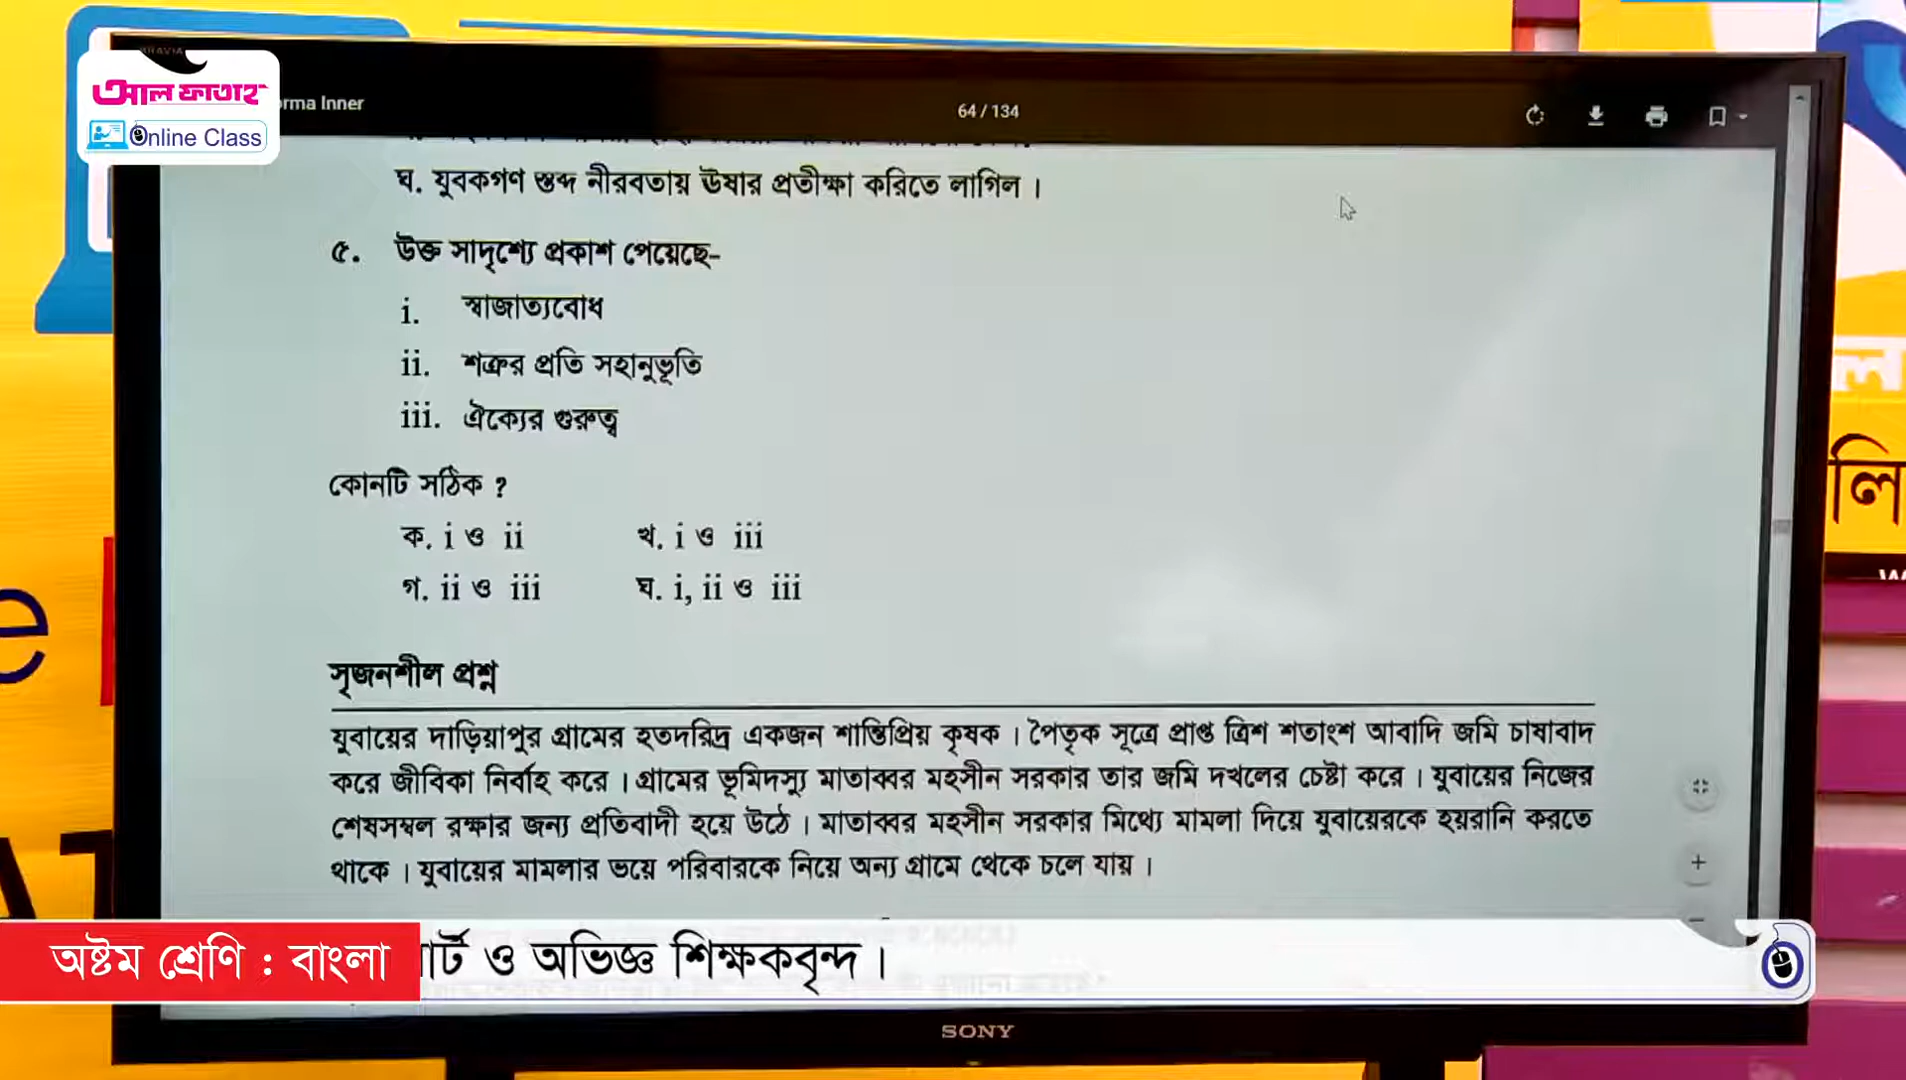 BRAVIA
আল ফাতাহ
Online Class
orma Inner
64 / 134
ঘ. যুবকগণ স্তব্দ নীরবতায় ঊষার প্রতীক্ষা করিতে লাগিল।
৫. উক্ত সাদৃশ্যে প্রকাশ পেয়েছে-
i. স্বাজাত্যবোধ
ii. শত্রুর প্রতি সহানুভূতি
iii. ঐক্যের গুরুত্ব
কোনটি সঠিক ?
ক. i ও ii খ. i ও iii
গ. ii ও iii ঘ. i, ii ও iii
সৃজনশীল প্রশ্ন
যুবায়ের দাড়িয়াপুর গ্রামের হতদরিদ্র একজন শান্তিপ্রিয় কৃষক। পৈতৃক সূত্রে প্রাপ্ত ত্রিশ শতাংশ আবাদি জমি চাষাবাদ
করে জীবিকা নির্বাহ করে। গ্রামের ভূমিদস্যু মাতাব্বর মহসীন সরকার তার জমি দখলের চেষ্টা করে। যুবায়ের নিজের
শেষসম্বল রক্ষার জন্য প্রতিবাদী হয়ে উঠে। মাতাব্বর মহসীন সরকার মিথ্যে মামলা দিয়ে যুবায়েরকে হয়রানি করতে
থাকে। যুবায়ের মামলার ভয়ে পরিবারকে নিয়ে অন্য গ্রামে থেকে চলে যায়।
অষ্টম শ্রেণি : বাংলা
ার্ট ও অভিজ্ঞ শিক্ষকবৃন্দ।
SONY
e
ল
লি
W